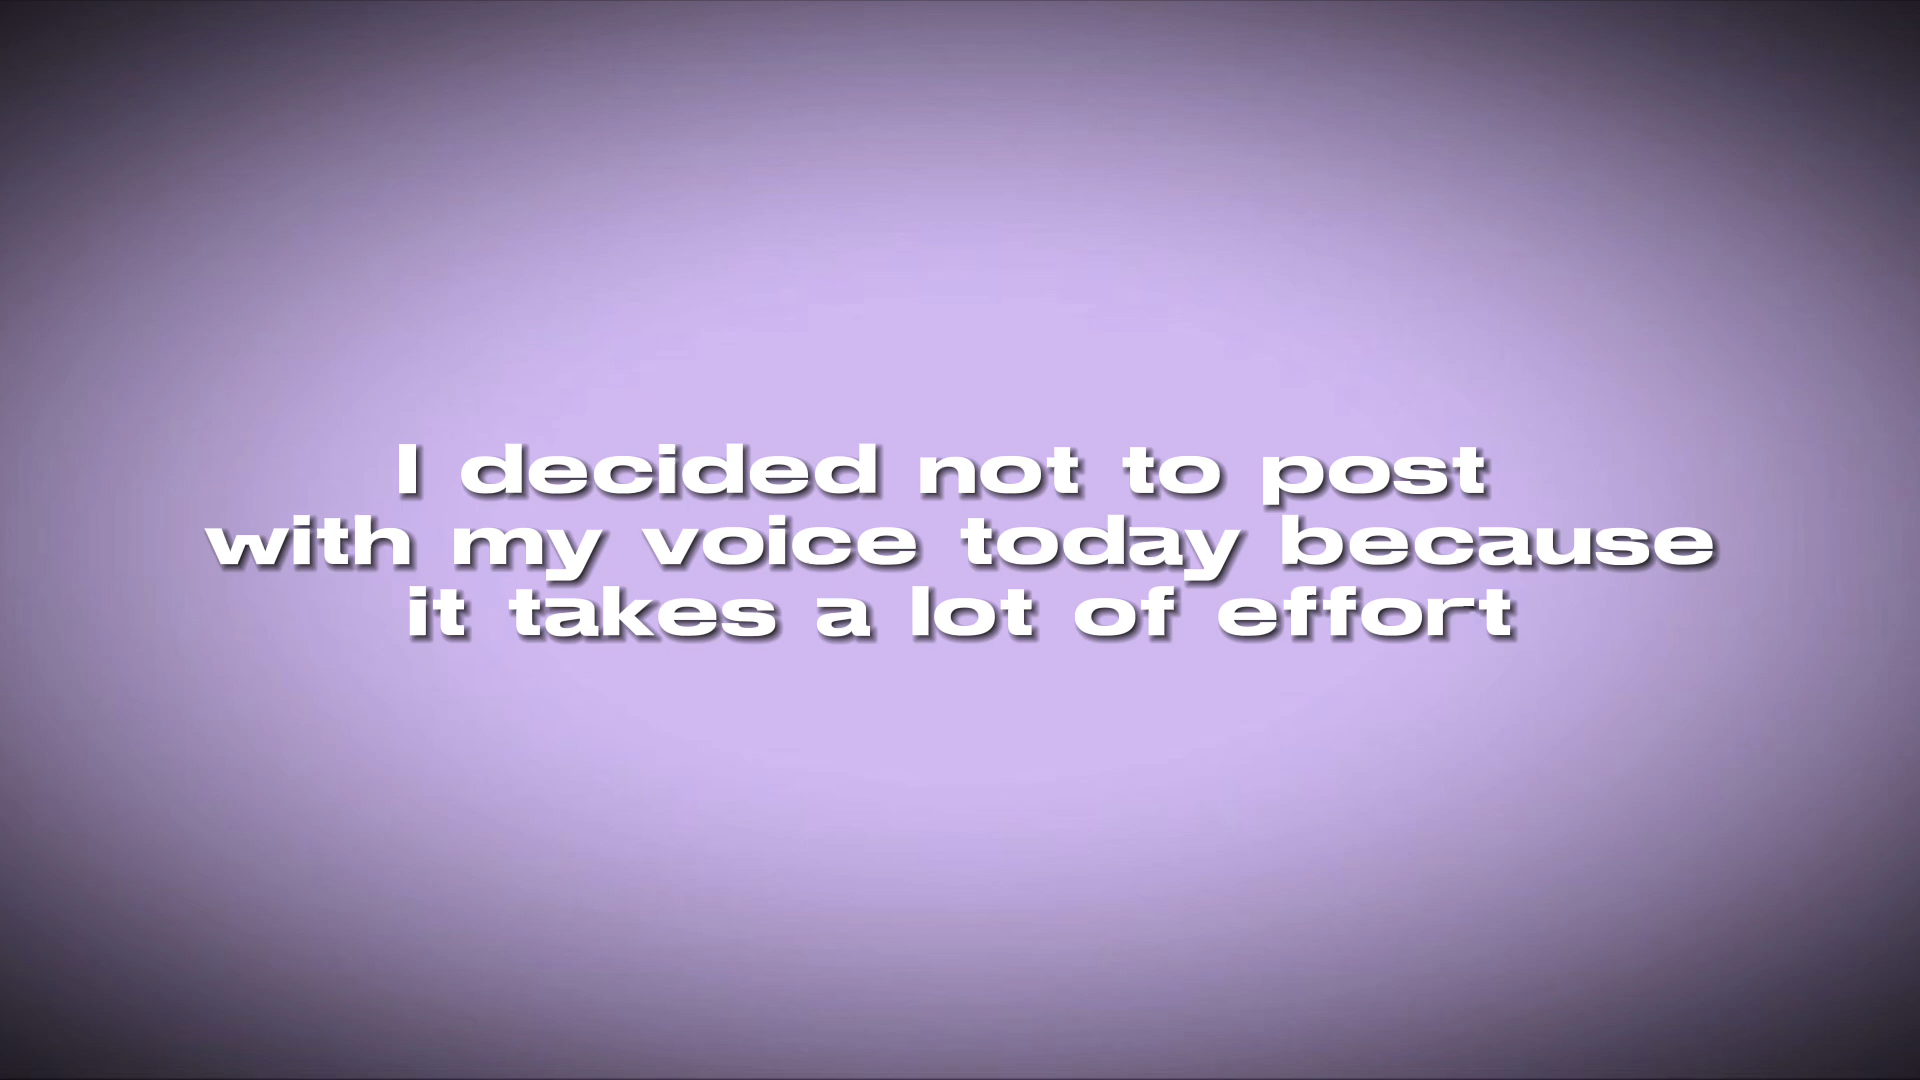 I decided not to post
with my voice today because
it takes a lot of effort